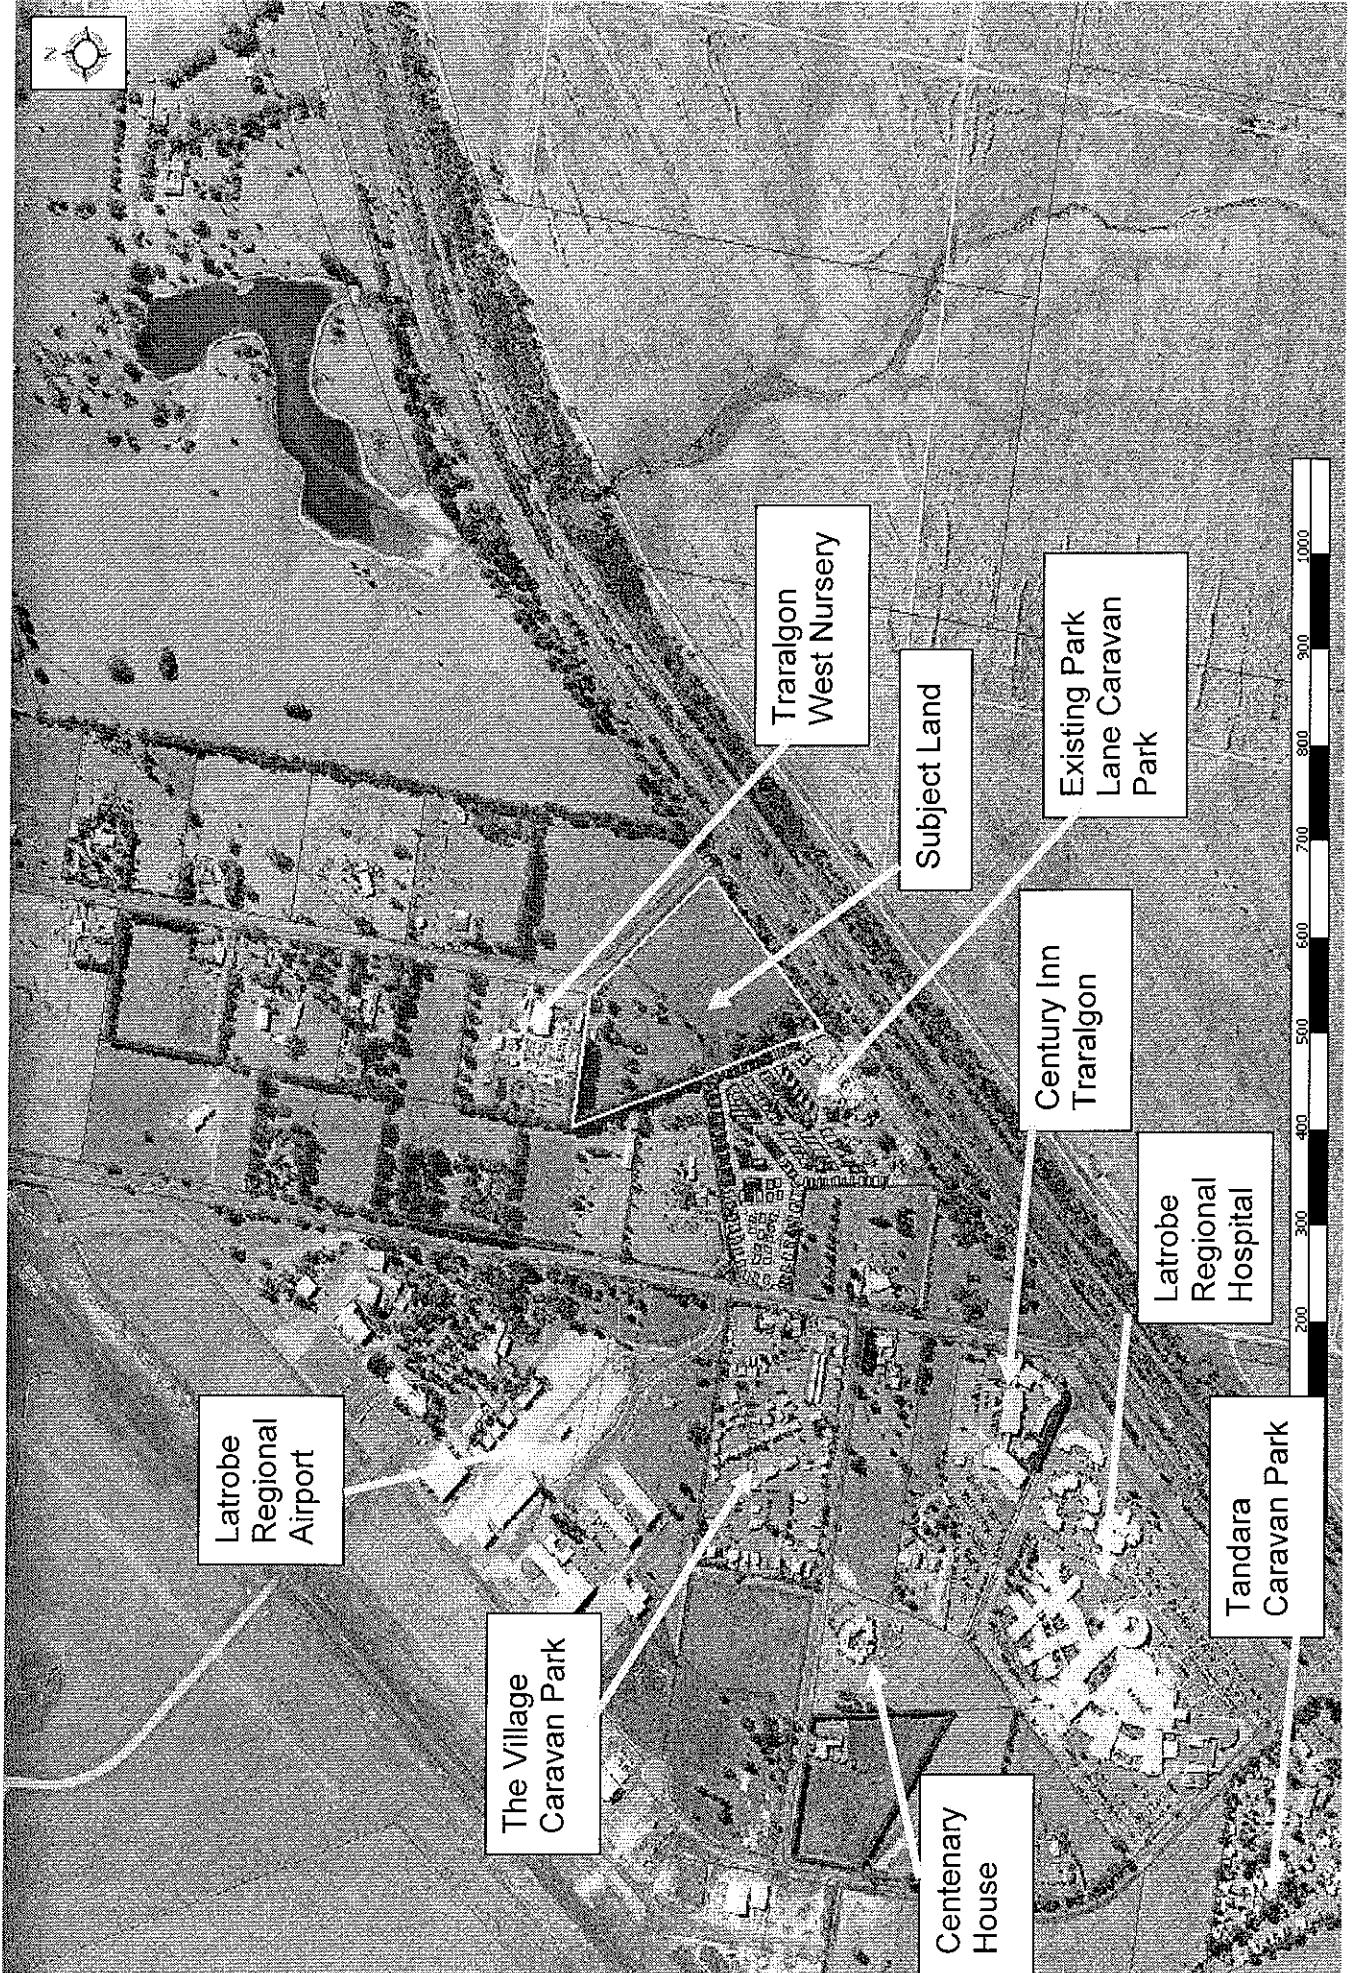 N
Latrobe
Regional
Airport
The Village
Caravan Park
Centenary
House
Traralgon
West Nursery
Subject Land
Existing Park
Lane Caravan
Park
Century Inn
Traralgon
Latrobe
Regional
Hospital
Tandara
Caravan Park
200
300
400
500
600
700
800
900
1000